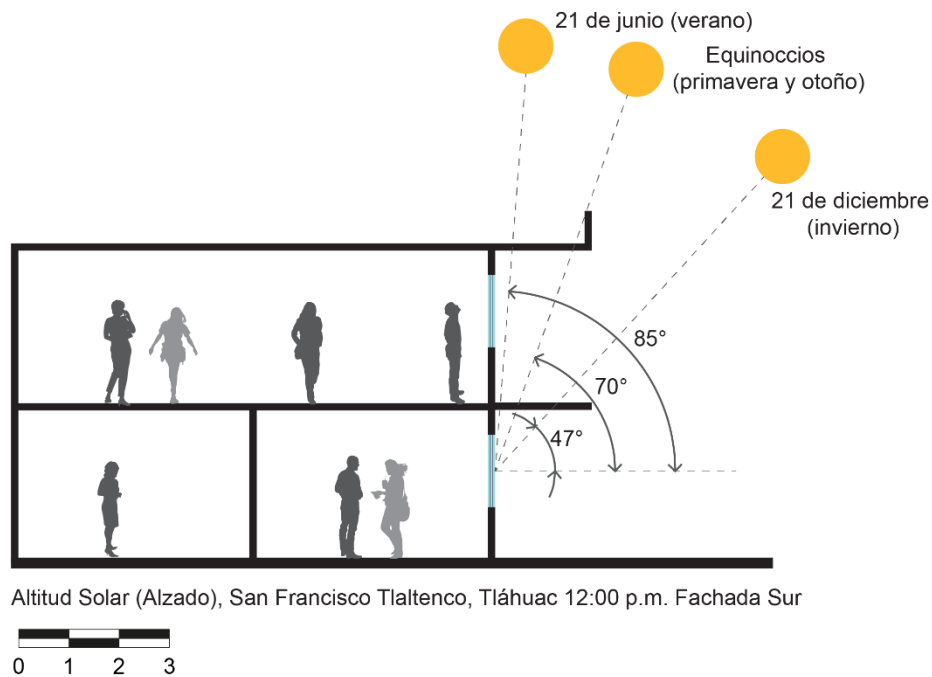 21 de junio (verano)
Equinoccios
(primavera y otoño)
21 de diciembre
(invierno)
85°
70°
47°
Altitud Solar (Alzado), San Francisco Tlaltenco, Tláhuac 12:00 p.m. Fachada Sur
0 1 2 3